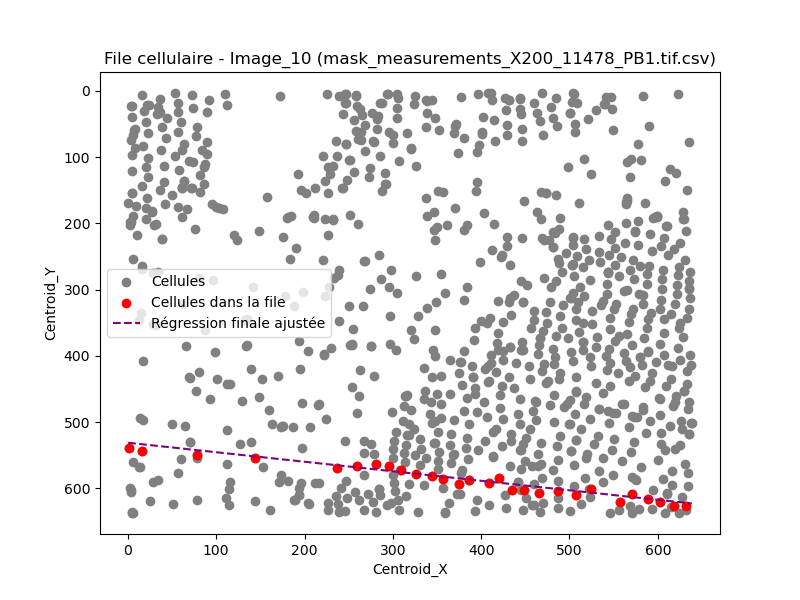 File cellulaire - Image_10 (mask_measurements_X200_11478_PB1.tif.csv)
0
100
200
300
400
500
600
Centroid_Y
Cellules
Cellules dans la file
Régression finale ajustée
0 100 200 300 400 500 600
Centroid_X